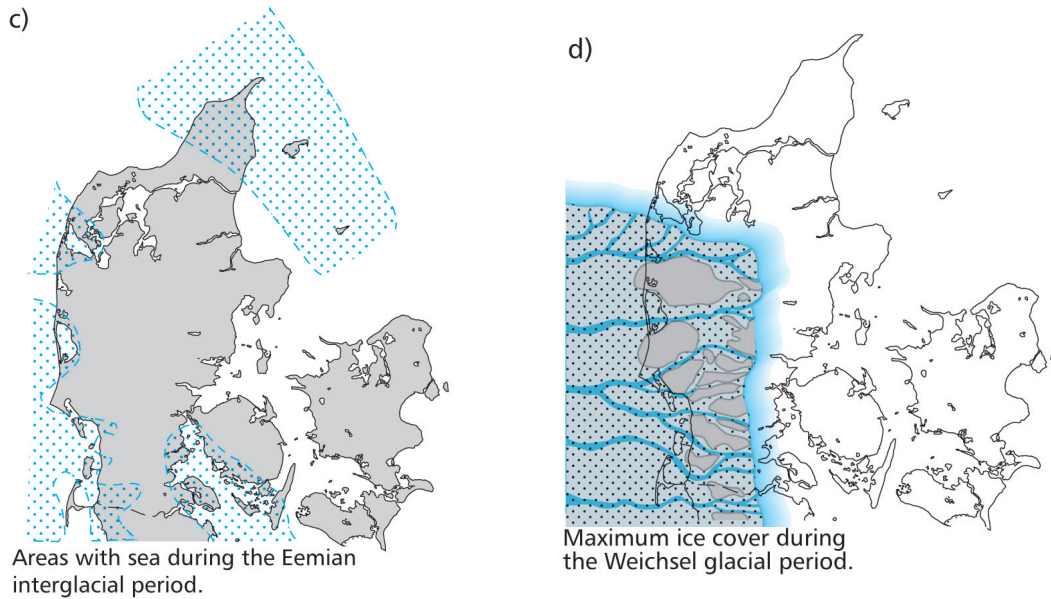 c)
Areas with sea during the Eemian
interglacial period.
d)
Maximum ice cover during
the Weichsel glacial period.